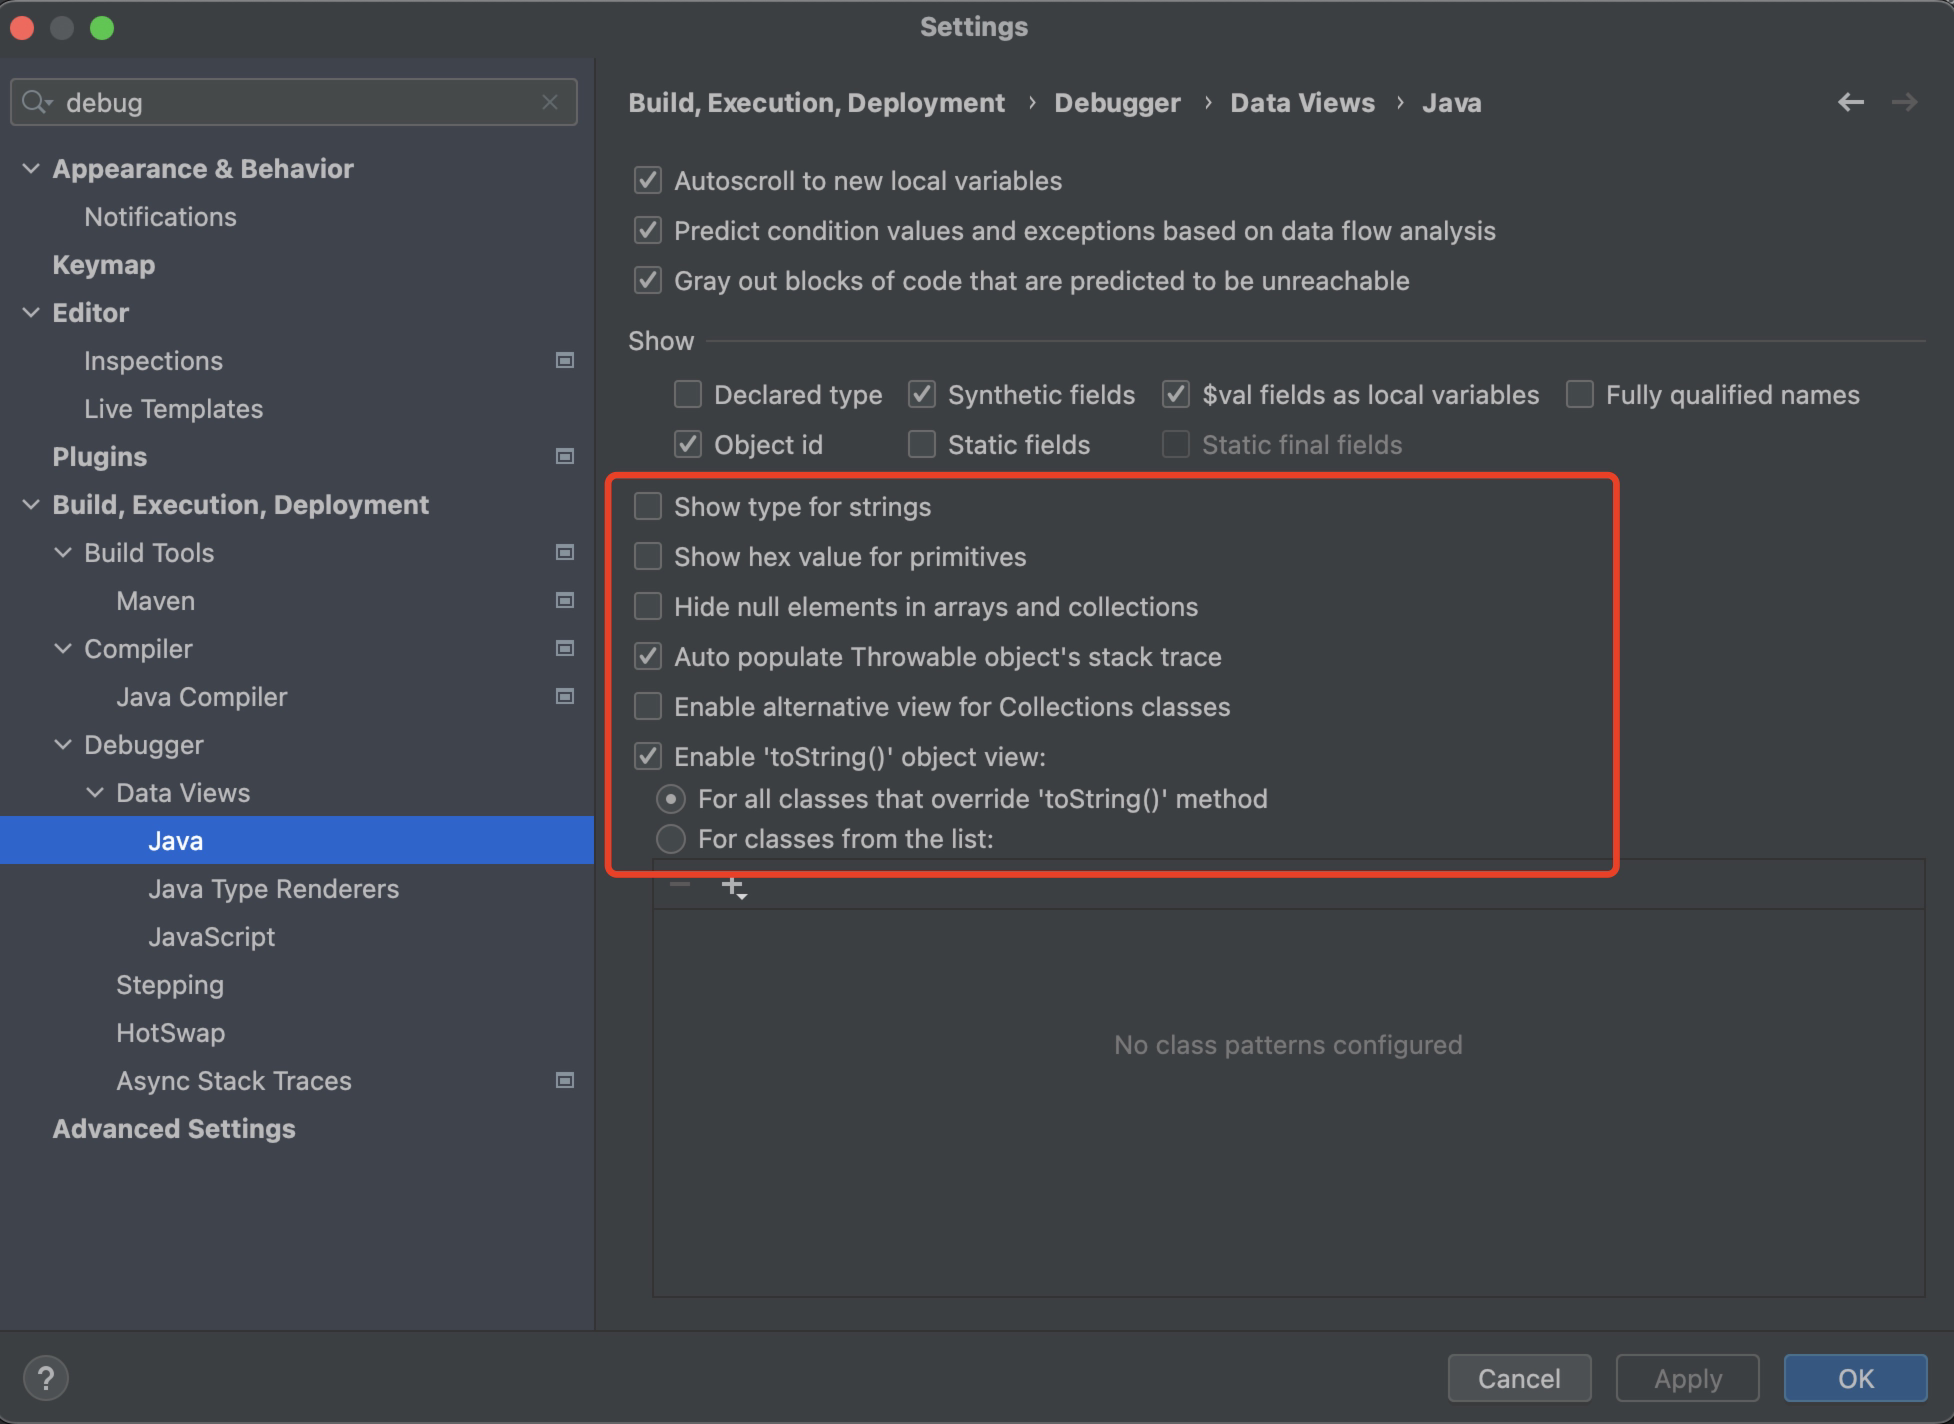 Settings
debug
Appearance & Behavior
Notifications
Keymap
Editor
Inspections
Live Templates
Plugins
Build, Execution, Deployment
Build Tools
Maven
Compiler
Java Compiler
Debugger
Data Views
Java
Java Type Renderers
JavaScript
Stepping
HotSwap
Async Stack Traces
Advanced Settings
Build, Execution, Deployment › Debugger › Data Views › Java
Autoscroll to new local variables
Predict condition values and exceptions based on data flow analysis
Gray out blocks of code that are predicted to be unreachable
Show
Declared type Synthetic fields $val fields as local variables Fully qualified names
Object id Static fields Static final fields
Show type for strings
Show hex value for primitives
Hide null elements in arrays and collections
Auto populate Throwable object's stack trace
Enable alternative view for Collections classes
Enable 'toString()' object view:
For all classes that override 'toString()' method
For classes from the list:
No class patterns configured
? Cancel Apply OK